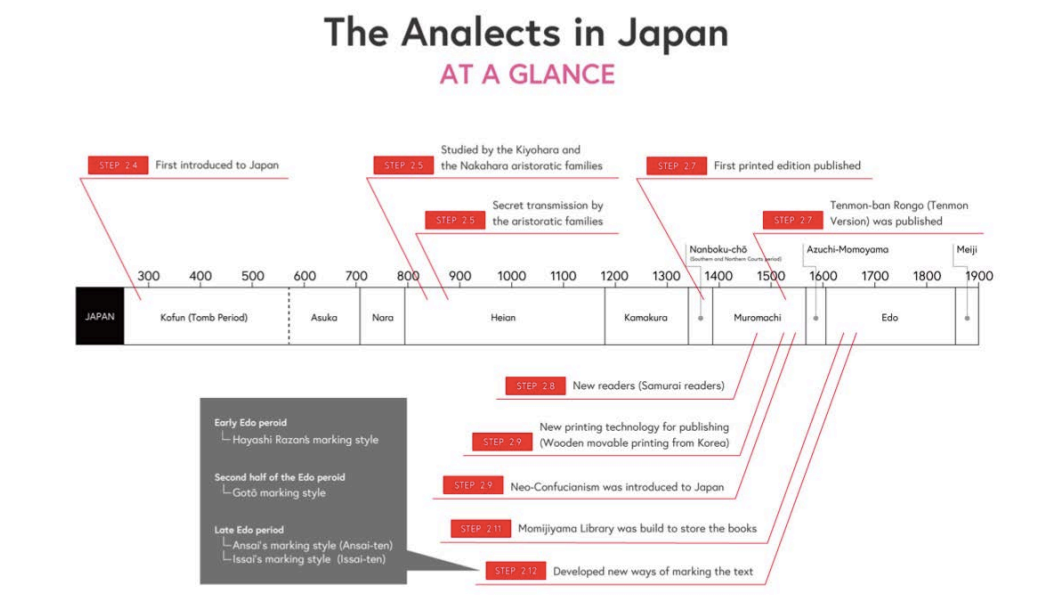 The Analects in Japan
AT A GLANCE
STEP 2.4 First introduced to Japan
STEP 2.5 Studied by the Kiyohara and
the Nakahara aristoratic families
STEP 2.5 Secret transmission by
the aristoratic families
STEP 2.7 First printed edition published
STEP 2.7 Tenmon-ban Rongo (Tenmon
Version) was published
Nanboku-chō
(Southern and Northern Courts period)
Azuchi-Momoyama
Meiji
300 400 500 600 700 800 900 1000 1100 1200 1300 1400 1500 1600 1700 1800 1900
JAPAN Kofun (Tomb Period) Asuka Nara Heian Kamakura Muromachi Edo
STEP 2.8 New readers (Samurai readers)
STEP 2.9 New printing technology for publishing
(Wooden movable printing from Korea)
STEP 2.9 Neo-Confucianism was introduced to Japan
STEP 2.11 Momijiyama Library was build to store the books
STEP 2.12 Developed new ways of marking the text
Early Edo peroid
Hayashi Razan's marking style
Second half of the Edo peroid
Gotō marking style
Late Edo period
Ansai's marking style (Ansai-ten)
Issai's marking style (Issai-ten)